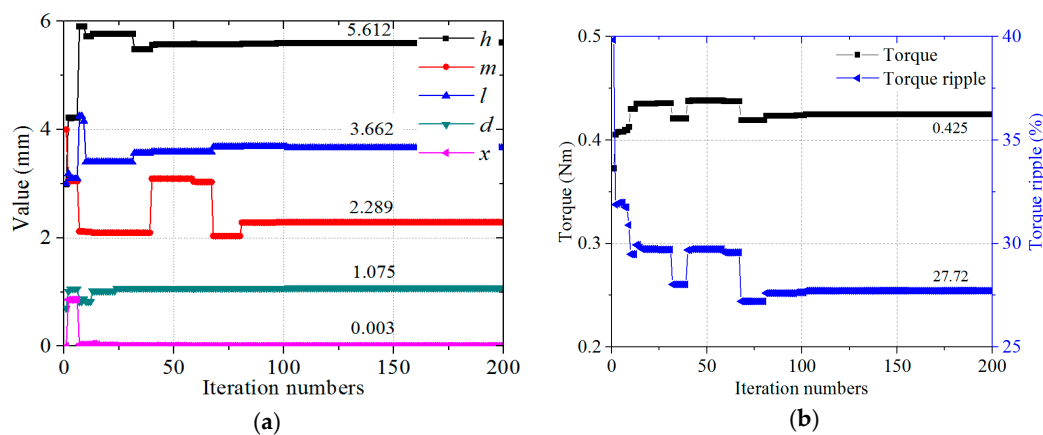 6
4
2
0
Value (mm)
5.612
3.662
2.289
1.075
0.003
h
m
l
d
x
0 50 100 150 200
Iteration numbers
(a)
0.5
0.4
0.3
0.2
Torque (Nm)
Torque
Torque ripple
0.425
27.72
40
35
30
25
Torque ripple (%)
0 50 100 150 200
Iteration numbers
(b)